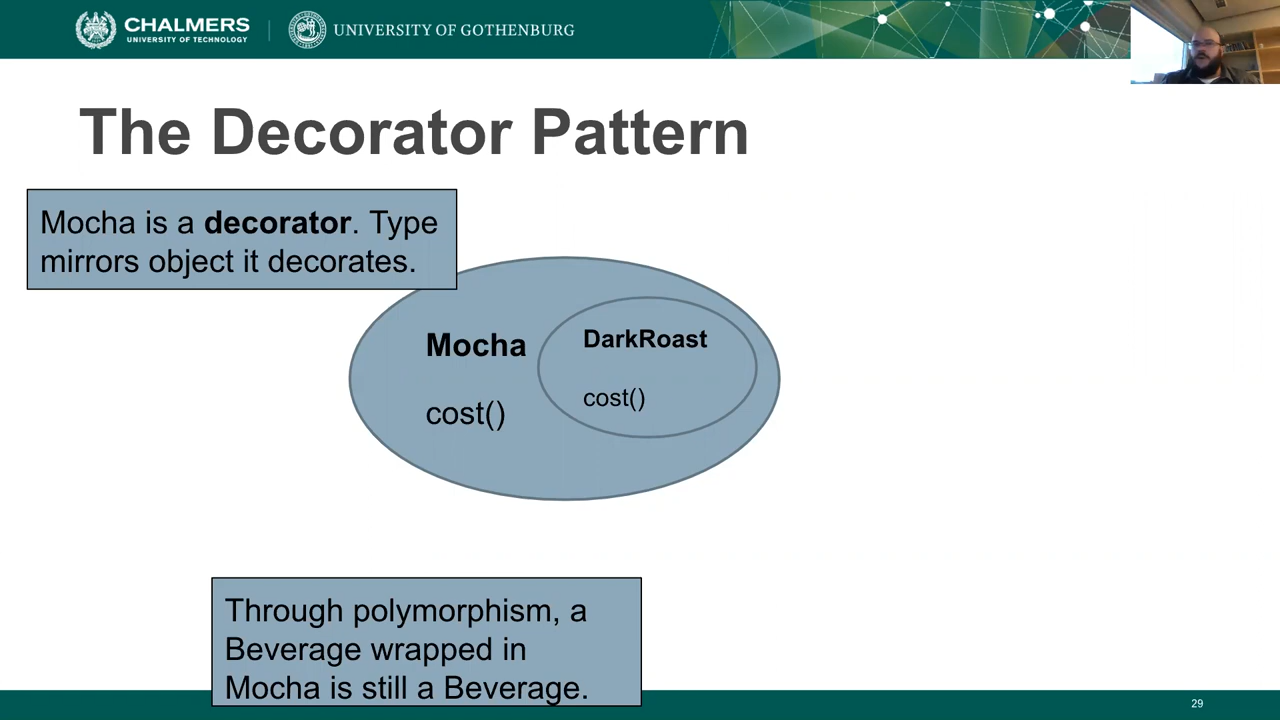 CHALMERS
UNIVERSITY OF TECHNOLOGY
UNIVERSITY OF GOTHENBURG
The Decorator Pattern
Mocha is a decorator. Type
mirrors object it decorates.
Mocha
cost()
DarkRoast
cost()
Through polymorphism, a
Beverage wrapped in
Mocha is still a Beverage.
29